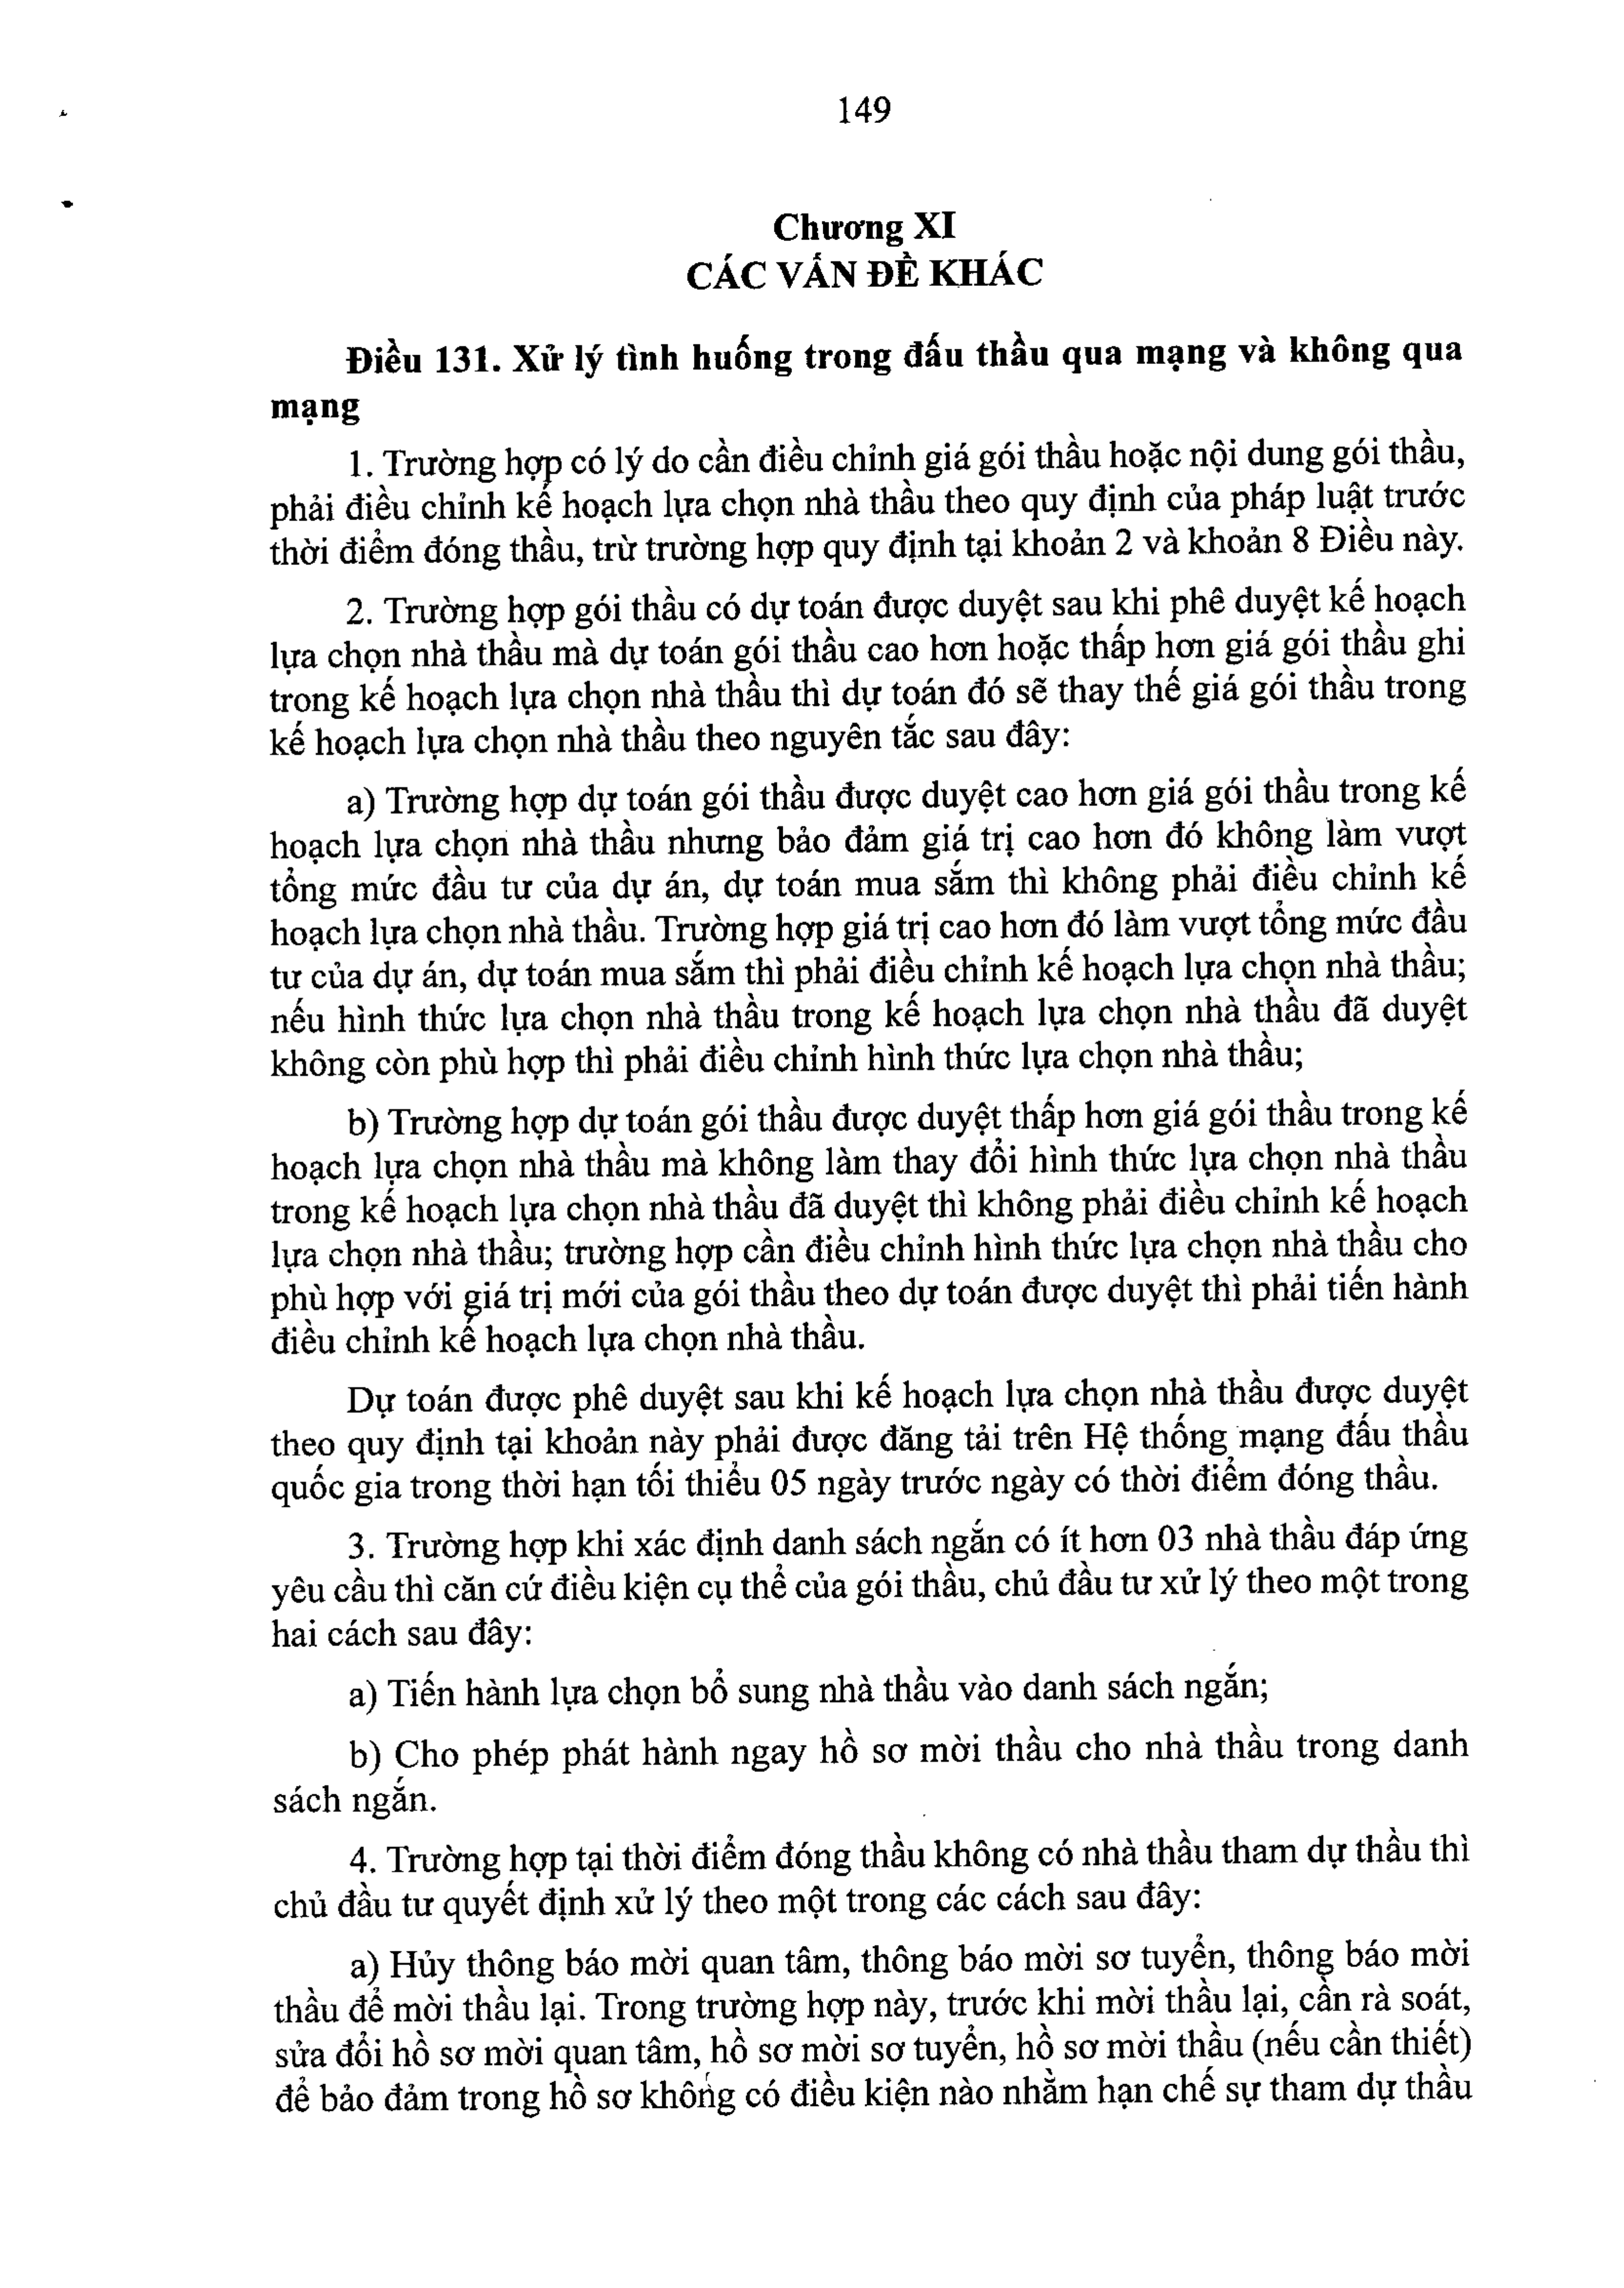 149
Chương XI
CÁC VẤN ĐỀ KHÁC
Điều 131. Xử lý tình huống trong đấu thầu qua mạng và không qua
mạng
1. Trường hợp có lý do cần điều chỉnh giá gói thầu hoặc nội dung gói thầu,
phải điều chỉnh kế hoạch lựa chọn nhà thầu theo quy định của pháp luật trước
thời điểm đóng thầu, trừ trường hợp quy định tại khoản 2 và khoản 8 Điều này.
2. Trường hợp gói thầu có dự toán được duyệt sau khi phê duyệt kế hoạch
lựa chọn nhà thầu mà dự toán gói thầu cao hơn hoặc thấp hơn giá gói thầu ghi
trong kế hoạch lựa chọn nhà thầu thì dự toán đó sẽ thay thế giá gói thầu trong
kế hoạch lựa chọn nhà thầu theo nguyên tắc sau đây:
a) Trường hợp dự toán gói thầu được duyệt cao hơn giá gói thầu trong kế
hoạch lựa chọn nhà thầu nhưng bảo đảm giá trị cao hơn đó không làm vượt
tổng mức đầu tư của dự án, dự toán mua sắm thì không phải điều chỉnh kế
hoạch lựa chọn nhà thầu. Trường hợp giá trị cao hơn đó làm vượt tổng mức đầu
tư của dự án, dự toán mua sắm thì phải điều chỉnh kế hoạch lựa chọn nhà thầu;
nếu hình thức lựa chọn nhà thầu trong kế hoạch lựa chọn nhà thầu đã duyệt
không còn phù hợp thì phải điều chỉnh hình thức lựa chọn nhà thầu;
b) Trường hợp dự toán gói thầu được duyệt thấp hơn giá gói thầu trong kế
hoạch lựa chọn nhà thầu mà không làm thay đổi hình thức lựa chọn nhà thầu
trong kế hoạch lựa chọn nhà thầu đã duyệt thì không phải điều chỉnh kế hoạch
lựa chọn nhà thầu; trường hợp cần điều chỉnh hình thức lựa chọn nhà thầu cho
phù hợp với giá trị mới của gói thầu theo dự toán được duyệt thì phải tiến hành
điều chỉnh kế hoạch lựa chọn nhà thầu.
Dự toán được phê duyệt sau khi kế hoạch lựa chọn nhà thầu được duyệt
theo quy định tại khoản này phải được đăng tải trên Hệ thống mạng đấu thầu
quốc gia trong thời hạn tối thiểu 05 ngày trước ngày có thời điểm đóng thầu.
3. Trường hợp khi xác định danh sách ngắn có ít hơn 03 nhà thầu đáp ứng
yêu cầu thì căn cứ điều kiện cụ thể của gói thầu, chủ đầu tư xử lý theo một trong
hai cách sau đây:
a) Tiến hành lựa chọn bổ sung nhà thầu vào danh sách ngắn;
b) Cho phép phát hành ngay hồ sơ mời thầu cho nhà thầu trong danh
sách ngắn.
4. Trường hợp tại thời điểm đóng thầu không có nhà thầu tham dự thầu thì
chủ đầu tư quyết định xử lý theo một trong các cách sau đây:
a) Hủy thông báo mời quan tâm, thông báo mời sơ tuyển, thông báo mời
thầu để mời thầu lại. Trong trường hợp này, trước khi mời thầu lại, cần rà soát,
sửa đổi hồ sơ mời quan tâm, hồ sơ mời sơ tuyển, hồ sơ mời thầu (nếu cần thiết)
để bảo đảm trong hồ sơ không có điều kiện nào nhằm hạn chế sự tham dự thầu